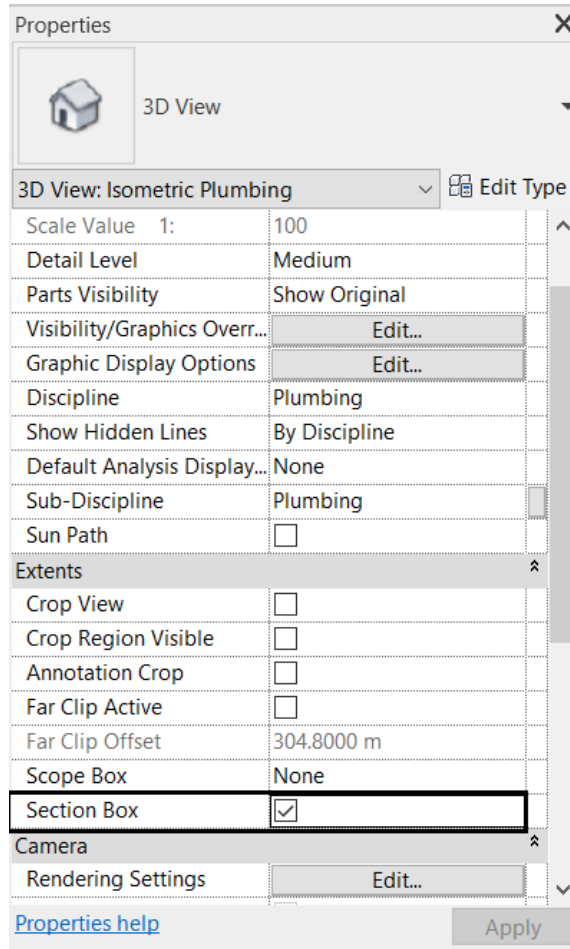 Properties
3D View
3D View: Isometric Plumbing Edit Type
Scale Value 1: 100
Detail Level Medium
Parts Visibility Show Original
Visibility/Graphics Overr... Edit...
Graphic Display Options Edit...
Discipline Plumbing
Show Hidden Lines By Discipline
Default Analysis Display... None
Sub-Discipline Plumbing
Sun Path
Extents
Crop View
Crop Region Visible
Annotation Crop
Far Clip Active
Far Clip Offset 304.8000 m
Scope Box None
Section Box
Camera
Rendering Settings Edit...
Properties help Apply